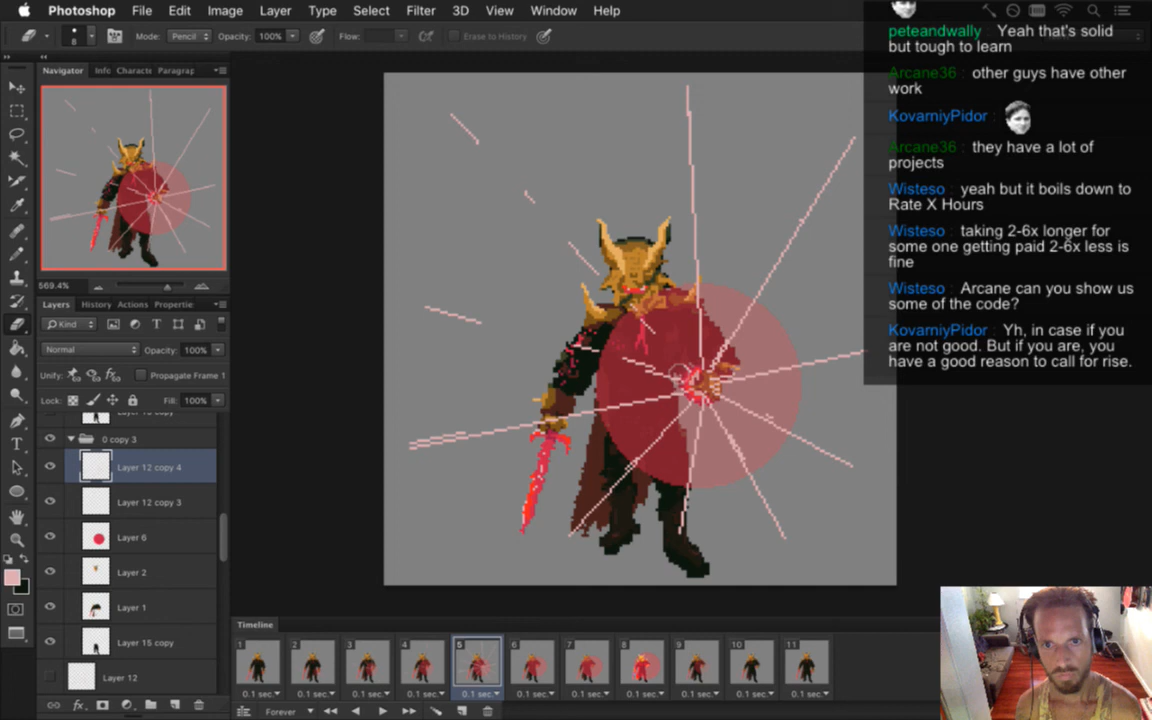 Photoshop File Edit Image Layer Type Select Filter 3D View Window Help
8 Mode: Pencil Opacity: 100% Flow: Erase to History
Navigator Info Characte Paragrap
569.4%
Layers History Actions Propertie
Kind
Normal Opacity: 100%
Unify: Propagate Frame 1
Lock: Fill: 100%
0 copy 3
Layer 12 copy 4
Layer 12 copy 3
Layer 6
Layer 2
Layer 1
Layer 15 copy
Layer 12
peteandwally : Yeah that's solid
but tough to learn
Arcane36 : other guys have other
work
KovarniyPidor :
Arcane36 : they have a lot of
projects
Wisteso : yeah but it boils down to
Rate X Hours
Wisteso : taking 2-6x longer for
some one getting paid 2-6x less is
fine
Wisteso : Arcane can you show us
some of the code?
KovarniyPidor : Yh, in case if you
are not good. But if you are, you
have a good reason to call for rise.
Timeline
1 2 3 4 5 6 7 8 9 10 11
0.1 sec. 0.1 sec. 0.1 sec. 0.1 sec. 0.1 sec. 0.1 sec. 0.1 sec. 0.1 sec. 0.1 sec. 0.1 sec. 0.1 sec.
Forever